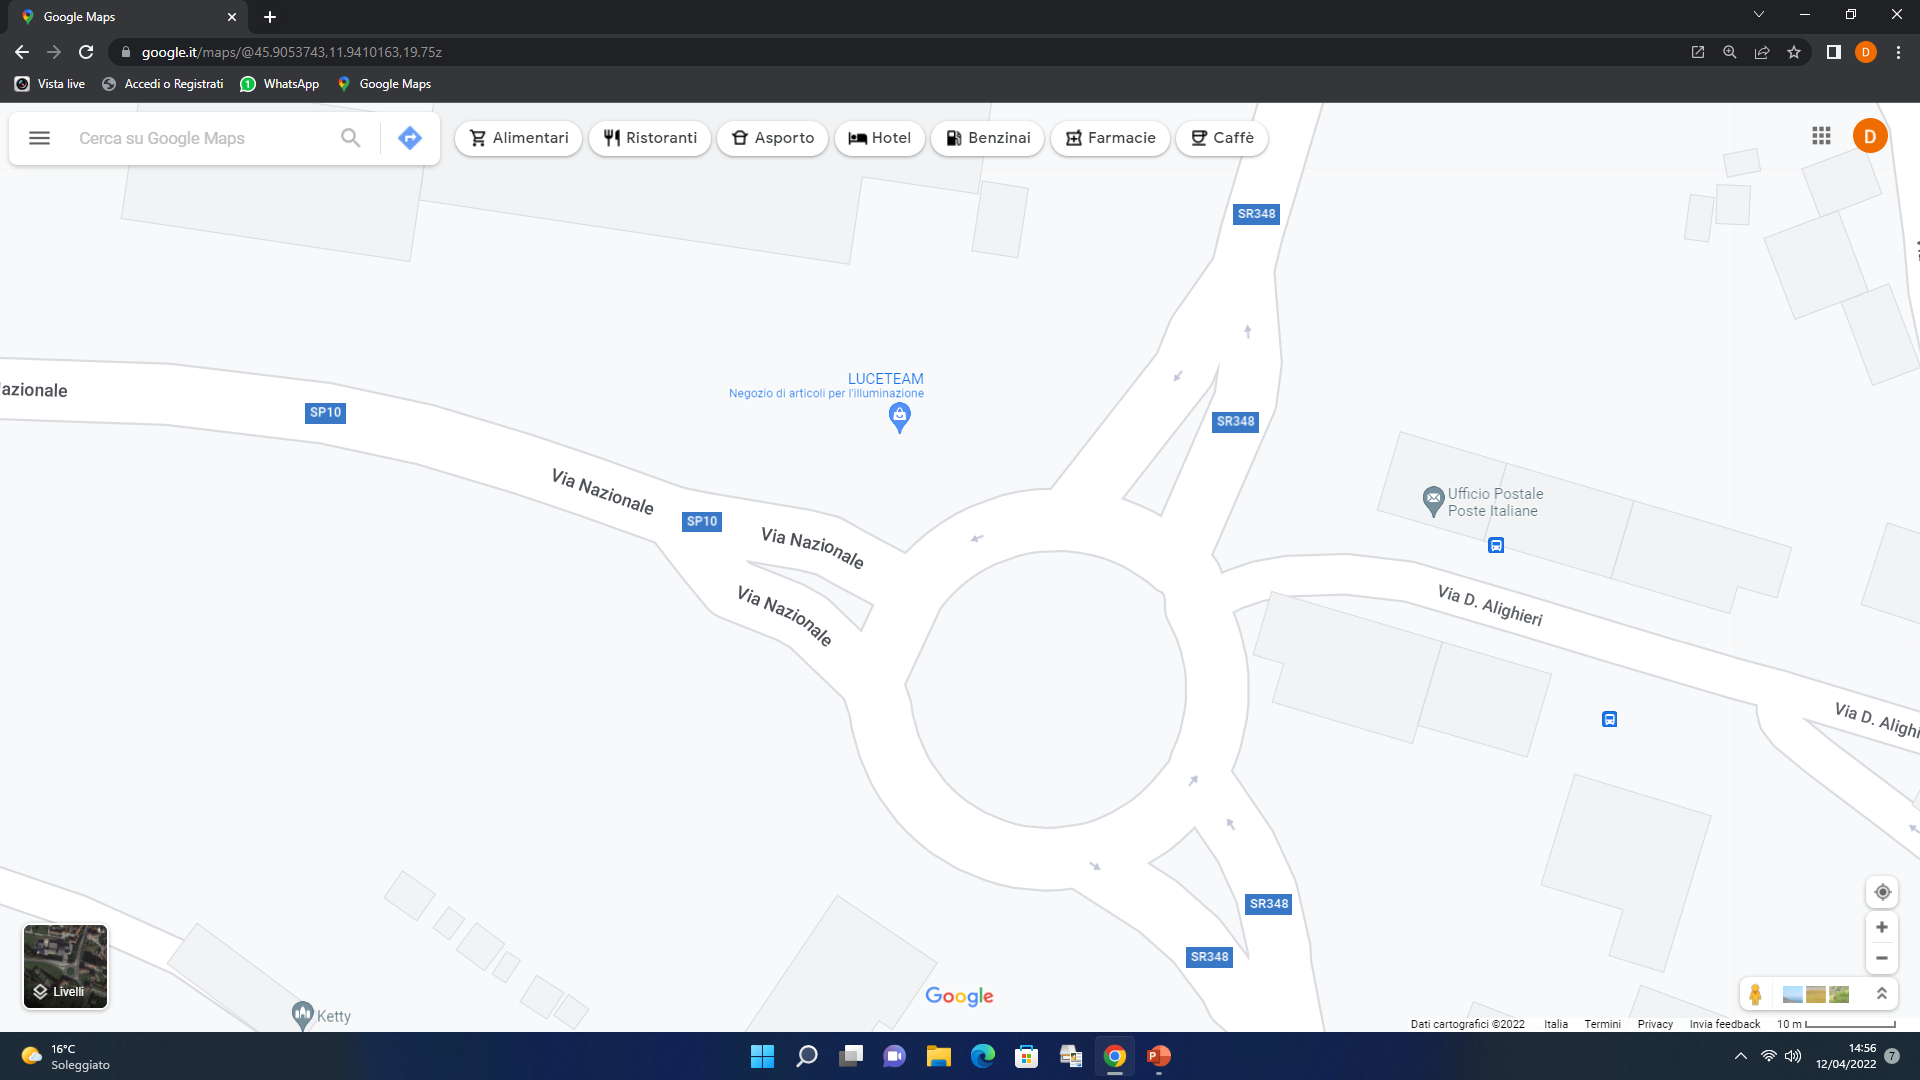 Google Maps
google.it/maps/@45.9053743,11.9410163,19.75z
D
Vista live
Accedi o Registrati
1
WhatsApp
Google Maps
Cerca su Google Maps
Alimentari
Ristoranti
Asporto
Hotel
Benzinai
Farmacie
Caffè
D
SR348
LUCETEAM
Negozio di articoli per l'illuminazione
azionale
SP10
SR348
Via Nazionale
SP10
Via Nazionale
Via Nazionale
Ufficio Postale
Poste Italiane
Via D. Alighieri
Via D. Alighi
SR348
SR348
Livelli
Ketty
Google
Dati cartografici ©2022
Italia
Termini
Privacy
Invia feedback
10 m
16°C
Soleggiato
P
14:56
12/04/2022
7